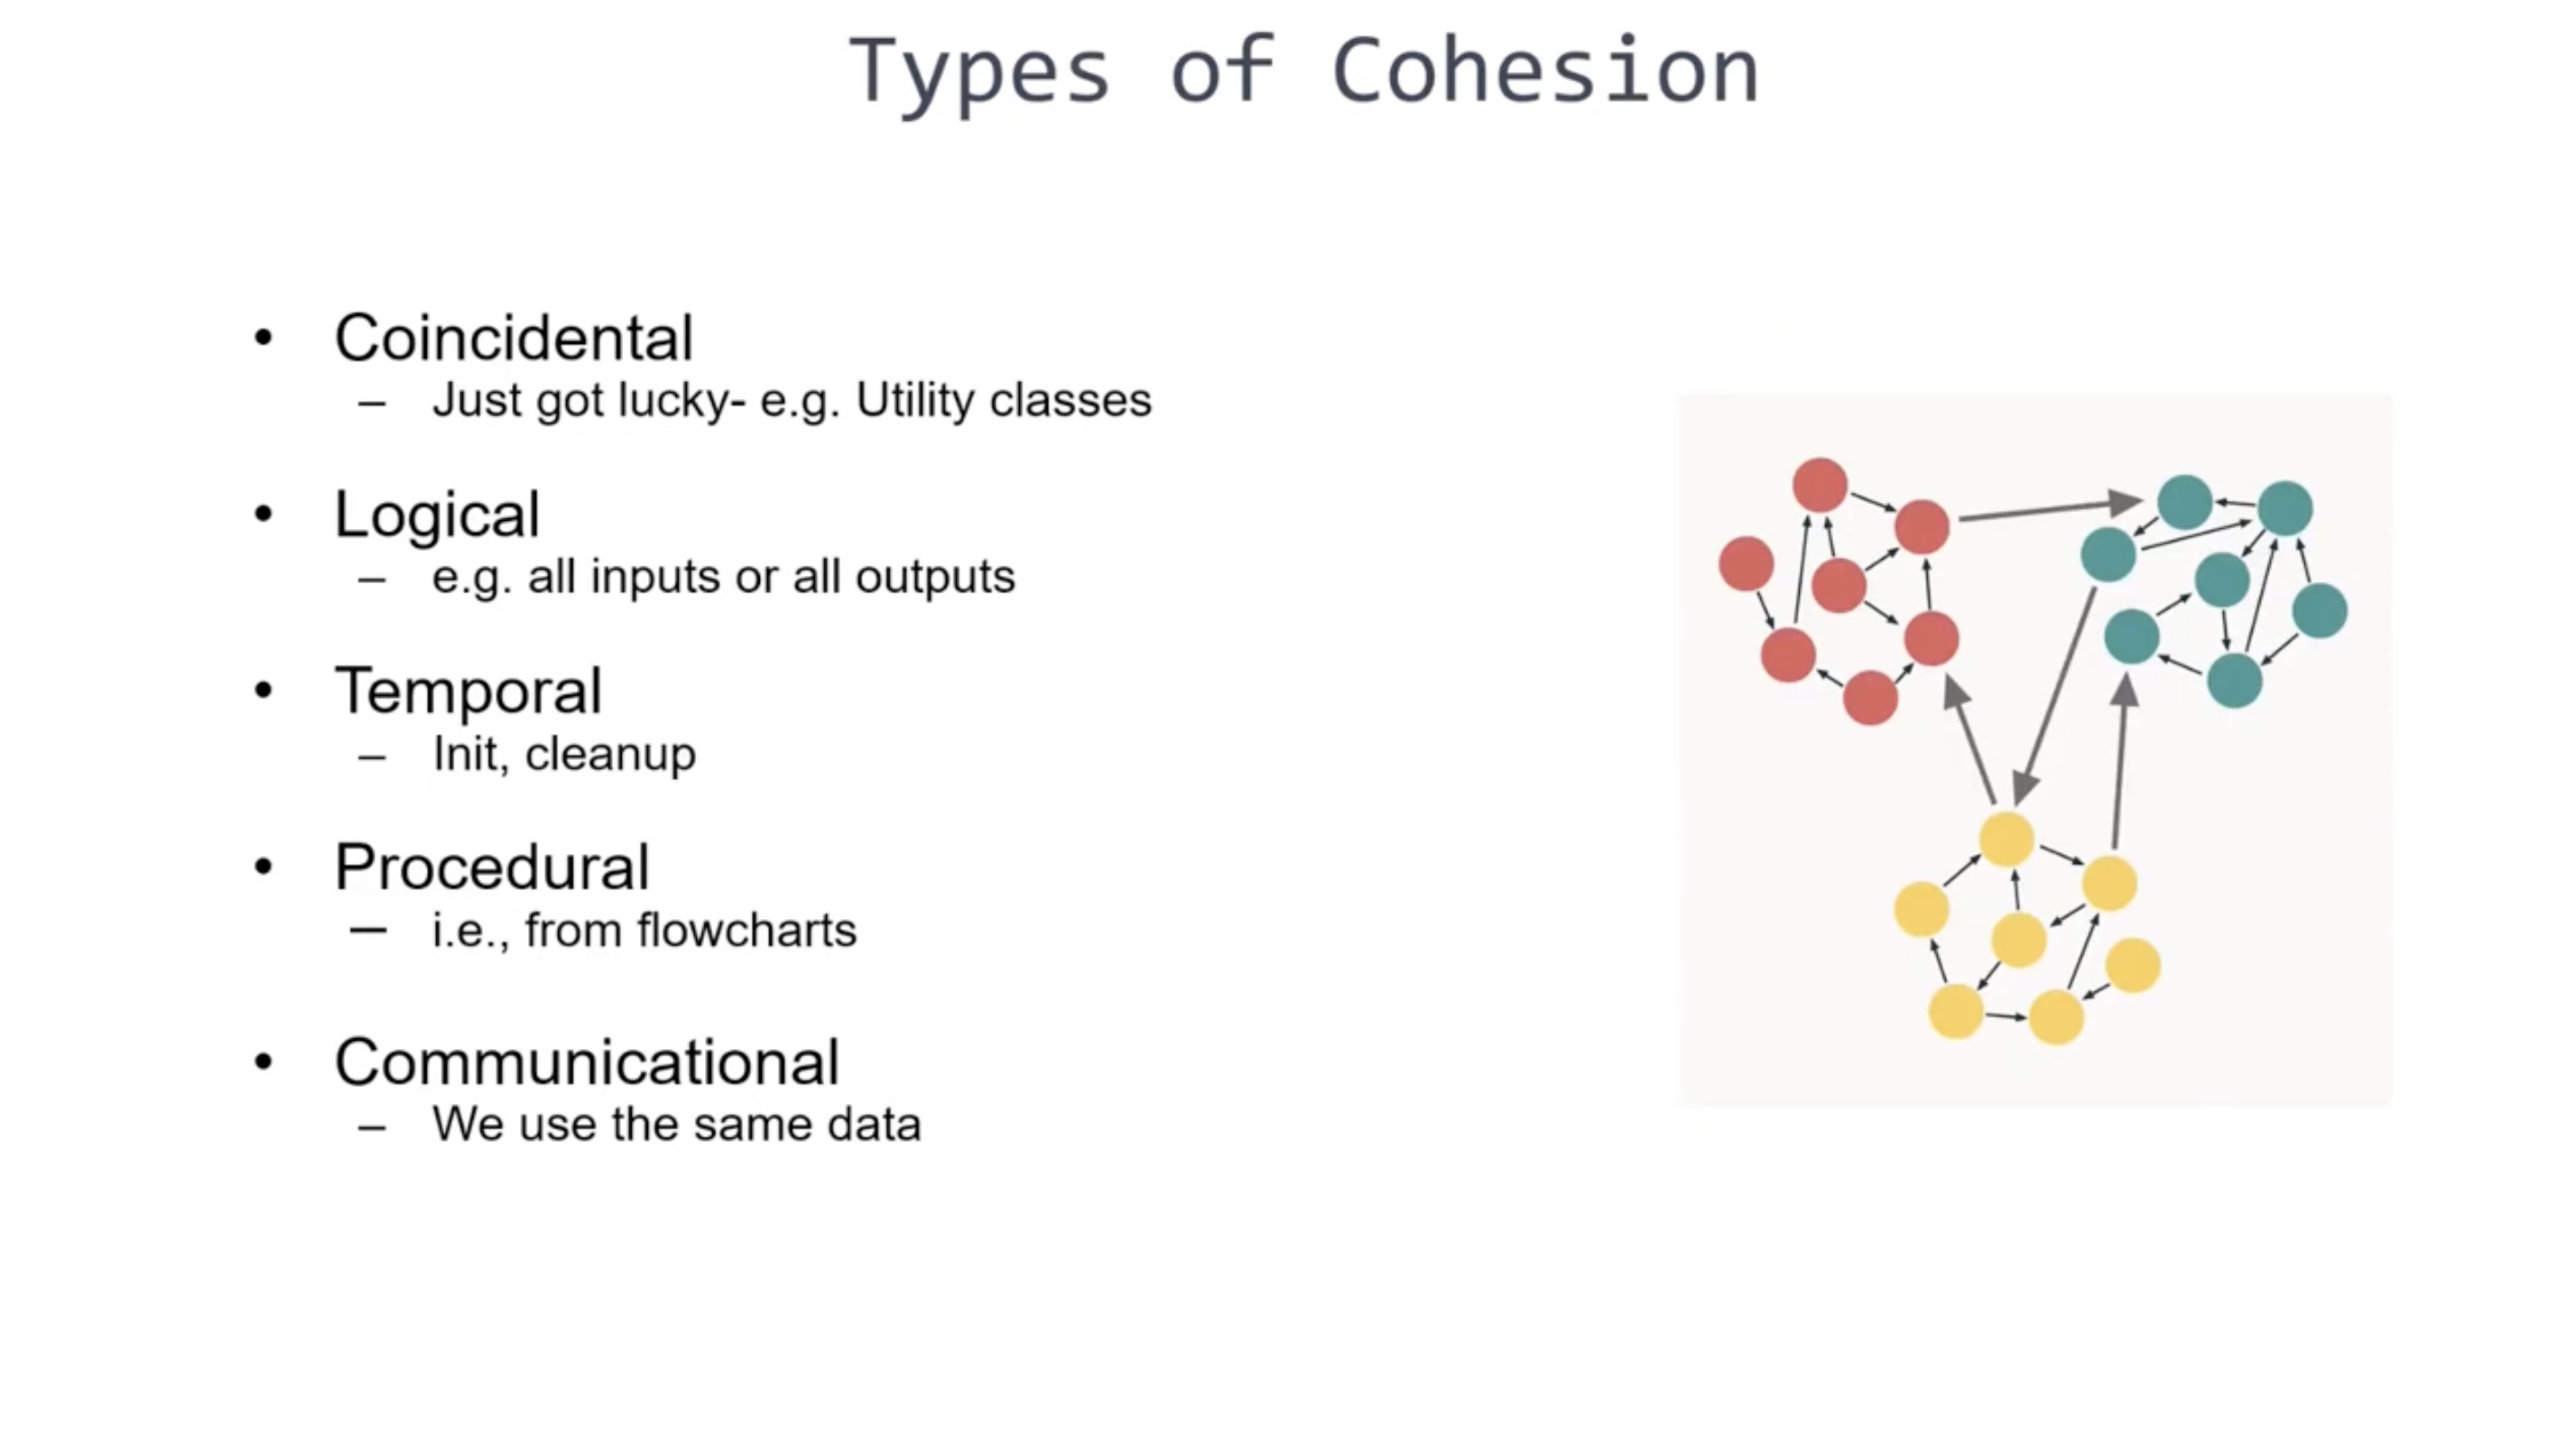 Types of Cohesion
• Coincidental
– Just got lucky- e.g. Utility classes
• Logical
– e.g. all inputs or all outputs
• Temporal
– Init, cleanup
• Procedural
– i.e., from flowcharts
• Communicational
– We use the same data